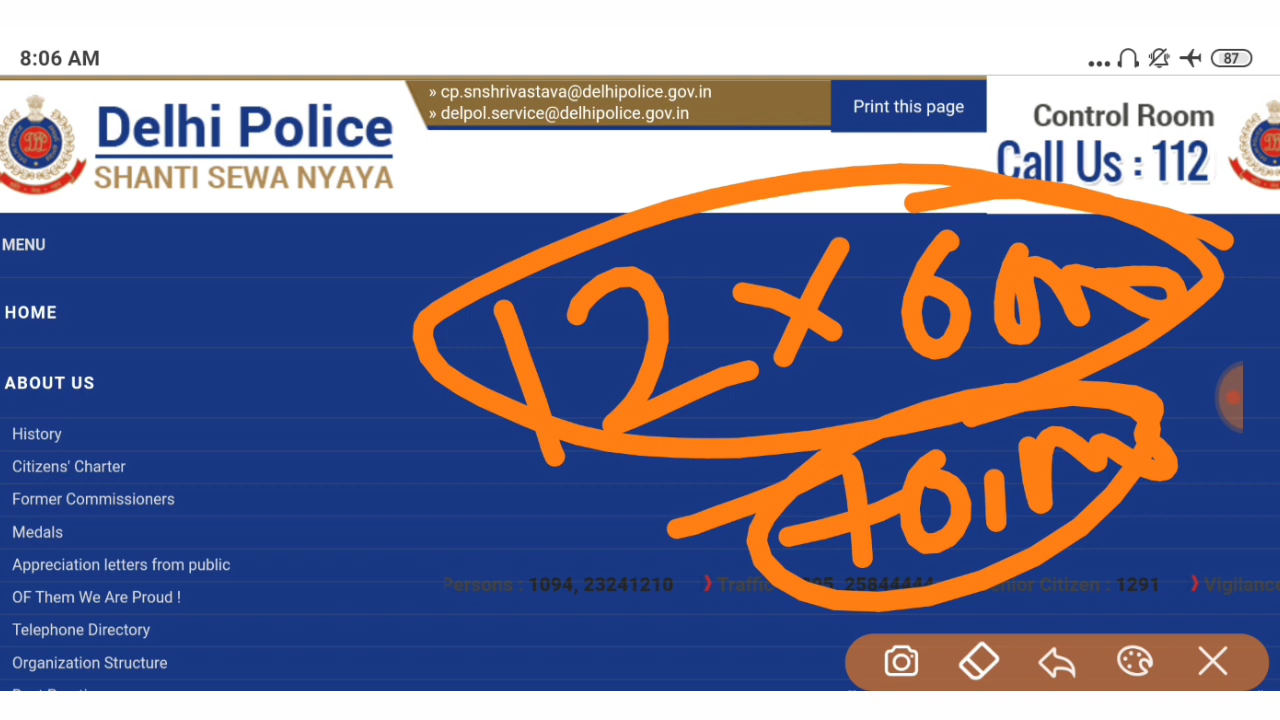 8:06 AM
87
Delhi Police
SHANTI SEWA NYAYA
» cp.snshrivastava@delhipolice.gov.in
» delpol.service@delhipolice.gov.in
Print this page
Control Room
Call Us : 112
MENU
HOME
ABOUT US
History
Citizens' Charter
Former Commissioners
Medals
Appreciation letters from public
OF Them We Are Proud !
Telephone Directory
Organization Structure
12 × 6m
Persons : 1094, 23241210 Traffic 25844444 Senior Citizen : 1291 Vigilance